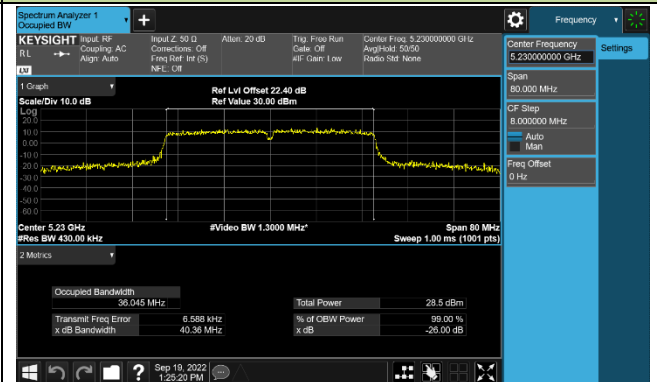 Spectrum Analyzer 1
Occupied BW
Frequency
KEYSIGHT
RL
LXI
Input: RF
Coupling: AC
Align: Auto
Input Z: 50 Ω
Corrections: Off
Freq Ref: Int (S)
NFE: Off
Atten: 20 dB
Trig: Free Run
Gate: Off
#IF Gain: Low
Center Freq: 5.230000000 GHz
Avg|Hold: 50/50
Radio Std: None
Center Frequency
5.230000000 GHz
Settings
Span
80.000 MHz
CF Step
8.000000 MHz
Auto
Man
Freq Offset
0 Hz
1 Graph
Scale/Div 10.0 dB
Ref Lvl Offset 22.40 dB
Ref Value 30.00 dBm
Log
20.0
10.0
0.00
-10.0
-20.0
-30.0
-40.0
-50.0
-60.0
Center 5.23 GHz
#Video BW 1.3000 MHz*
Span 80 MHz
#Res BW 430.00 kHz
Sweep 1.00 ms (1001 pts)
2 Metrics
Occupied Bandwidth
36.045 MHz
Total Power 28.5 dBm
Transmit Freq Error 6.588 kHz
% of OBW Power 99.00 %
x dB Bandwidth 40.36 MHz
x dB -26.00 dB
Sep 19, 2022
1:25:20 PM